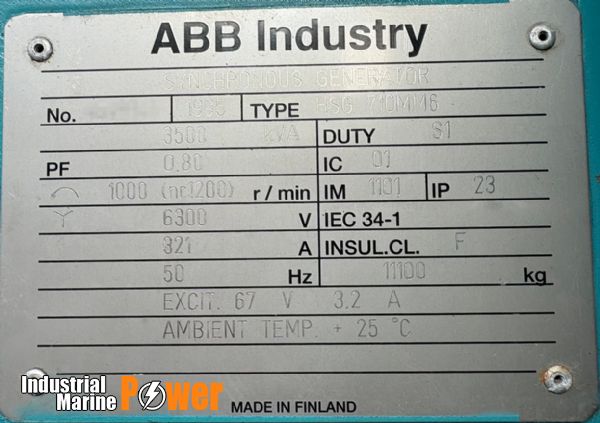 ABB Industry
SYNCHRONOUS GENERATOR
No. 1995 TYPE HSG 710MM6
3500 kVA DUTY S1
PF 0.80 IC 01
1000 (nr1200) r / min IM 1101 IP 23
Y 6300 V IEC 34-1
321 A INSUL.CL. F
50 Hz 11100 kg
EXCIT. 67 V 3.2 A
AMBIENT TEMP. + 25 °C
Industrial
Marine Power
MADE IN FINLAND